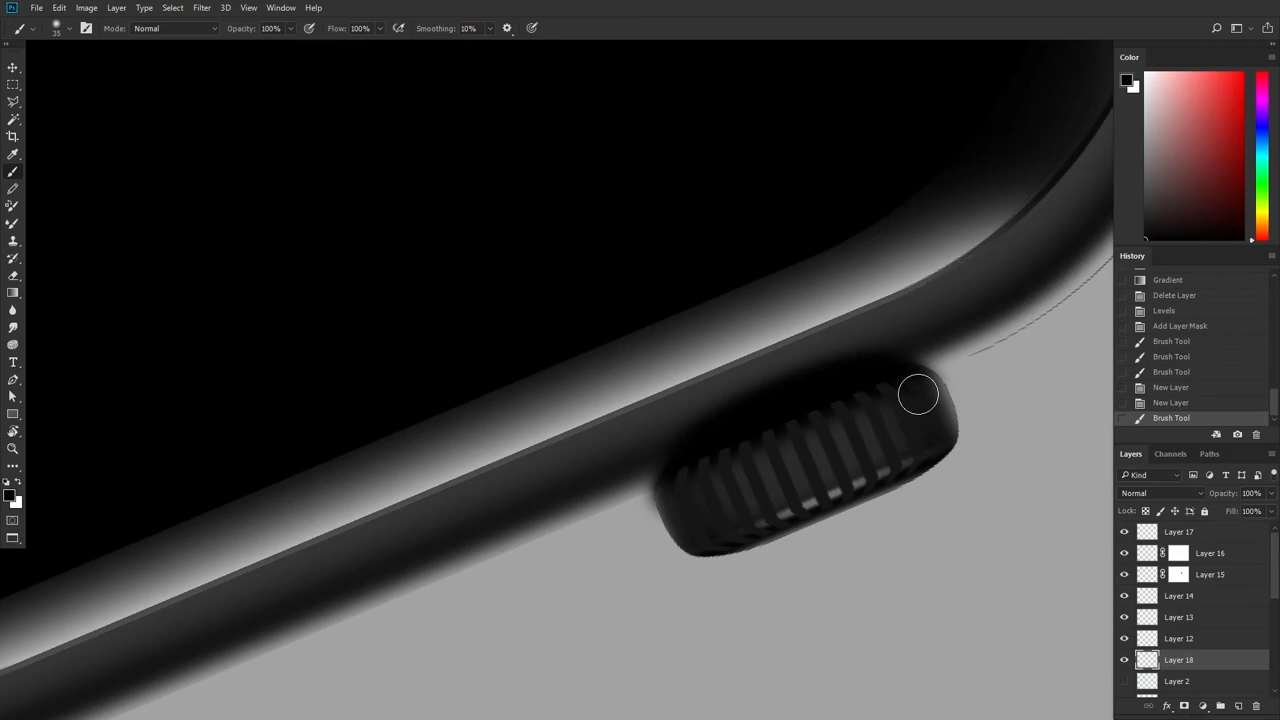 Ps File Edit Image Layer Type Select Filter 3D View Window Help
35 Mode: Normal Opacity: 100% Flow: 100% Smoothing: 10%
Color
History
Gradient
Delete Layer
Levels
Add Layer Mask
Brush Tool
Brush Tool
Brush Tool
New Layer
New Layer
Brush Tool
Layers Channels Paths
Kind
Normal Opacity: 100%
Lock: Fill: 100%
Layer 17
Layer 16
Layer 15
Layer 14
Layer 13
Layer 12
Layer 18
Layer 2
fx